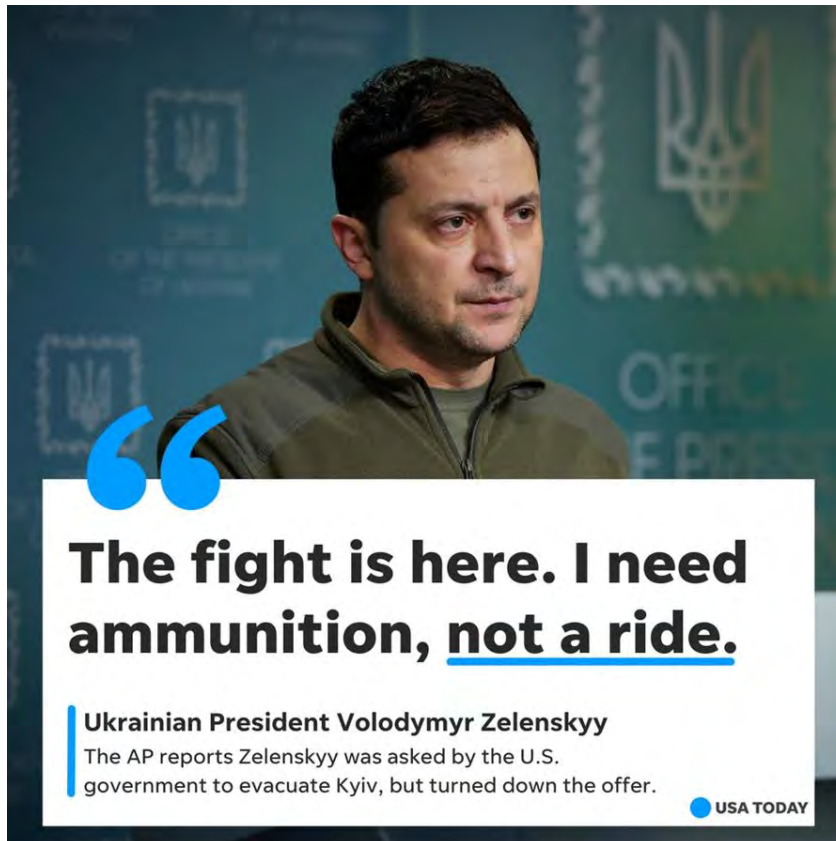 OFFICE
The fight is here. I need
ammunition, not a ride.
Ukrainian President Volodymyr Zelenskyy
The AP reports Zelenskyy was asked by the U.S.
government to evacuate Kyiv, but turned down the offer.
USA TODAY